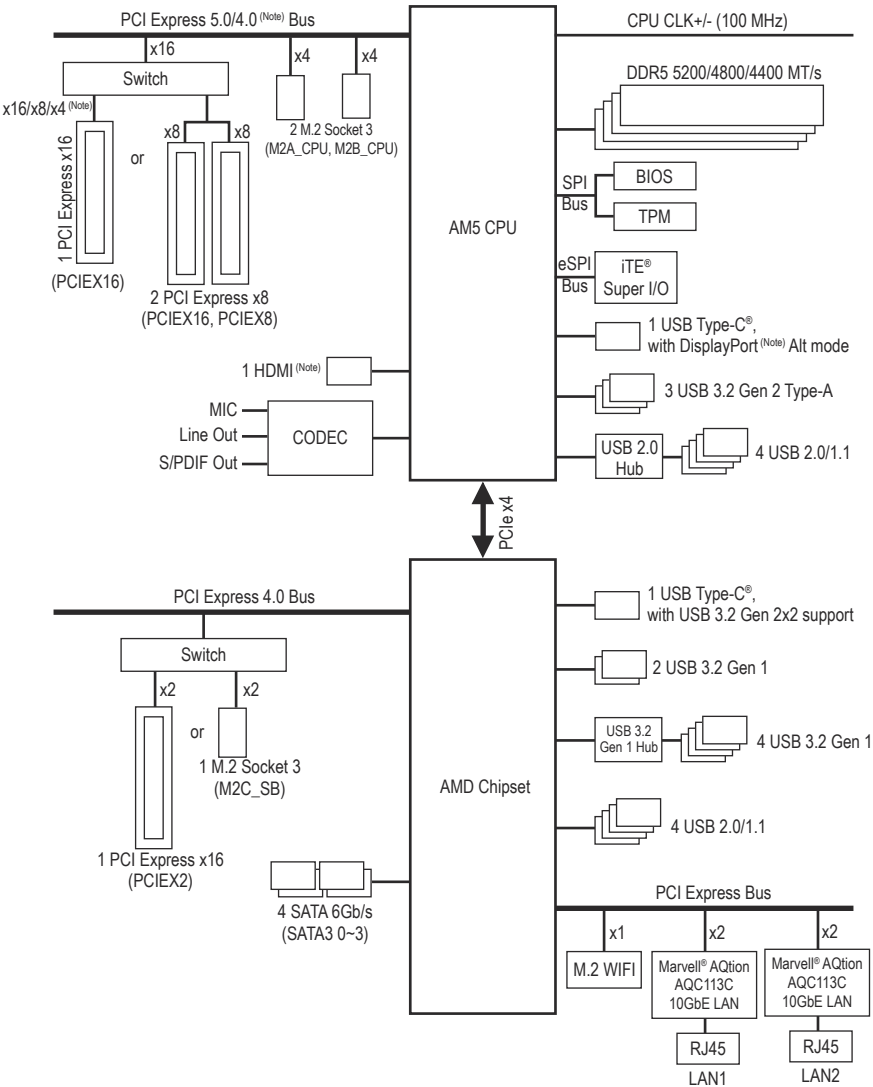 PCI Express 5.0/4.0 (Note) Bus
CPU CLK+/- (100 MHz)
x16
x4
x4
Switch
DDR5 5200/4800/4400 MT/s
x16/x8/x4 (Note)
x8
x8
2 M.2 Socket 3
(M2A_CPU, M2B_CPU)
1 PCI Express x16
or
(PCIEX16)
2 PCI Express x8
(PCIEX16, PCIEX8)
AM5 CPU
SPI
Bus
BIOS
TPM
eSPI
Bus
iTE®
Super I/O
1 USB Type-C®,
with DisplayPort (Note) Alt mode
1 HDMI (Note)
3 USB 3.2 Gen 2 Type-A
MIC
Line Out
S/PDIF Out
CODEC
USB 2.0
Hub
4 USB 2.0/1.1
PCIe x4
PCI Express 4.0 Bus
1 USB Type-C®,
with USB 3.2 Gen 2x2 support
Switch
2 USB 3.2 Gen 1
x2
x2
or
1 M.2 Socket 3
(M2C_SB)
USB 3.2
Gen 1 Hub
4 USB 3.2 Gen 1
AMD Chipset
4 USB 2.0/1.1
1 PCI Express x16
(PCIEX2)
4 SATA 6Gb/s
(SATA3 0~3)
PCI Express Bus
x1
x2
x2
M.2 WIFI
Marvell® AQtion
AQC113C
10GbE LAN
Marvell® AQtion
AQC113C
10GbE LAN
RJ45
RJ45
LAN1
LAN2